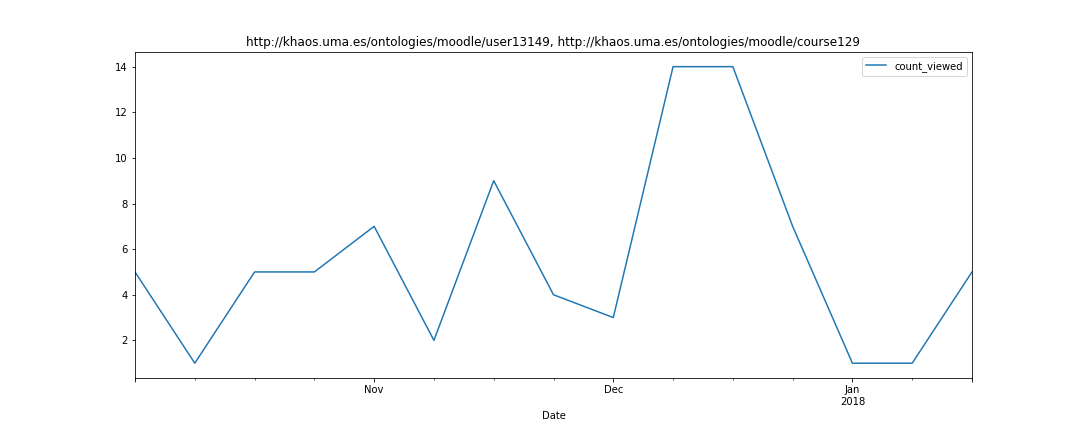 http://khaos.uma.es/ontologies/moodle/user13149, http://khaos.uma.es/ontologies/moodle/course129
count_viewed
14
12
10
8
6
4
2
Nov
Dec
Jan
2018
Date